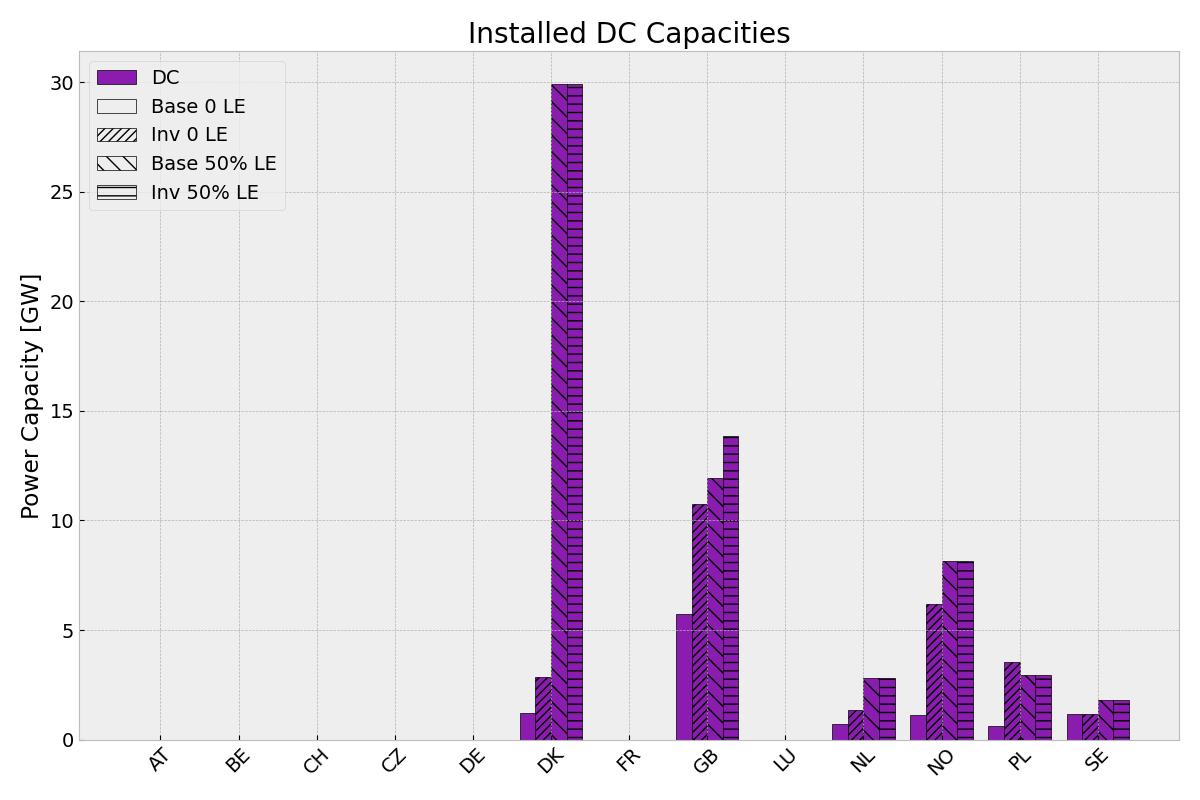 Installed DC Capacities
DC
Base 0 LE
Inv 0 LE
Base 50% LE
Inv 50% LE
Power Capacity [GW]
30
25
20
15
10
5
0
AT
BE
CH
CZ
DE
DK
FR
GB
LU
NL
NO
PL
SE